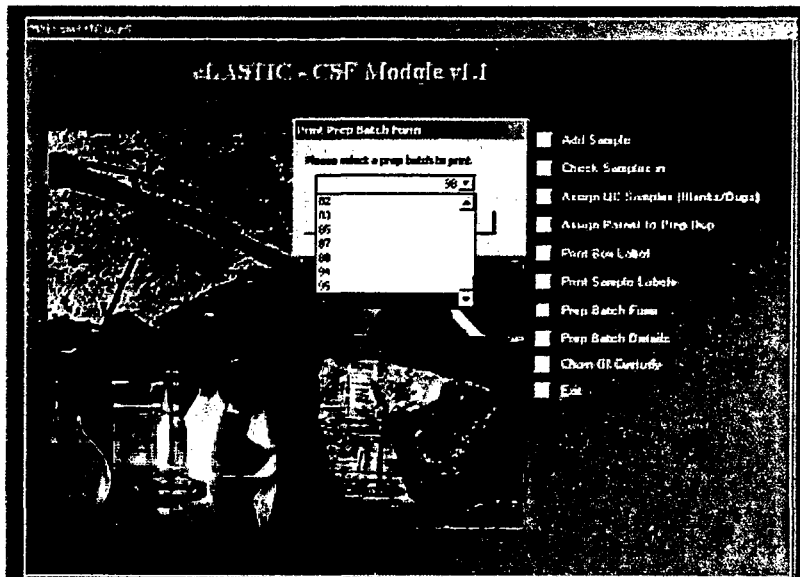 eLASTIC - CSF Module v1.1
Print Prep Batch Form
Please select a prep batch to print
98
82
83
85
87
88
94
95
Add Sample
Check Samples in
Assign QC Samples (Blanks/Dups)
Assign Parent to Prep Dup
Print Box Label
Print Sample Labels
Prep Batch Form
Prep Batch Details
Chain Of Custody
Exit